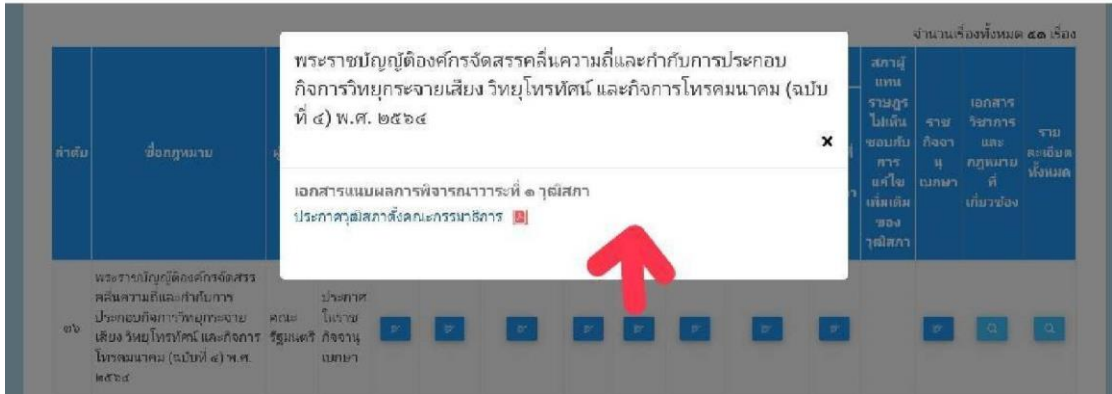 จำนวนเรื่องทั้งหมด ๕๑ เรื่อง
พระราชบัญญัติองค์กรจัดสรรคลื่นความถี่และกำกับการประกอบ
กิจการวิทยุกระจายเสียง วิทยุโทรทัศน์ และกิจการโทรคมนาคม (ฉบับ
ที่ ๔) พ.ศ. ๒๕๖๔
เอกสารแนบผลการพิจารณาวาระที่ ๑ วุฒิสภา
ประกาศวุฒิสภาตั้งคณะกรรมาธิการ
ลำดับ
ชื่อกฎหมาย
สภาผู้
แทน
ราษฎร
ไม่เห็น
ชอบกับ
การ
แก้ไข
เพิ่มเติม
ของ
วุฒิสภา
ราช
กิจจา
นุ
เบกษา
เอกสาร
วิชาการ
และ
กฎหมาย
ที่
เกี่ยวข้อง
ราย
ละเอียด
ทั้งหมด
๓๖
พระราชบัญญัติองค์กรจัดสรร
คลื่นความถี่และกำกับการ
ประกอบกิจการวิทยุกระจาย
เสียง วิทยุโทรทัศน์ และกิจการ
โทรคมนาคม (ฉบับที่ ๔) พ.ศ.
๒๕๖๔
คณะ
รัฐมนตรี
ประกาศ
ในราช
กิจจานุ
เบกษา